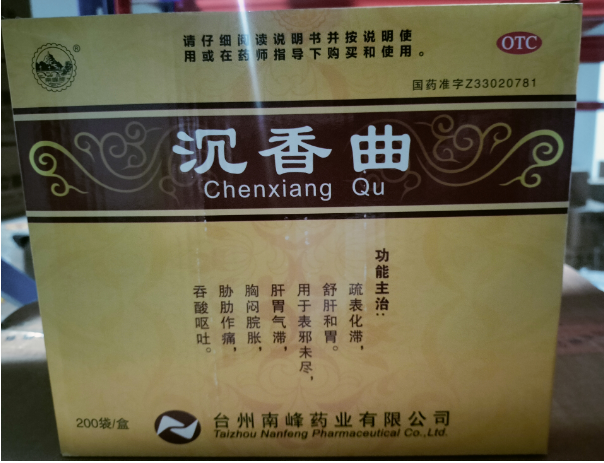 请仔细阅读说明书并按说明使
用或在药师指导下购买和使用。
OTC
国药准字Z33020781
沉香曲
Chenxiang Qu
功能主治：
疏表化滞，
舒肝和胃。
用于表邪未尽，
肝胃气滞，
胸闷脘胀，
胁肋作痛，
吞酸呕吐。
200袋/盒
台州南峰药业有限公司
Taizhou Nanfeng Pharmaceutical Co.,Ltd.